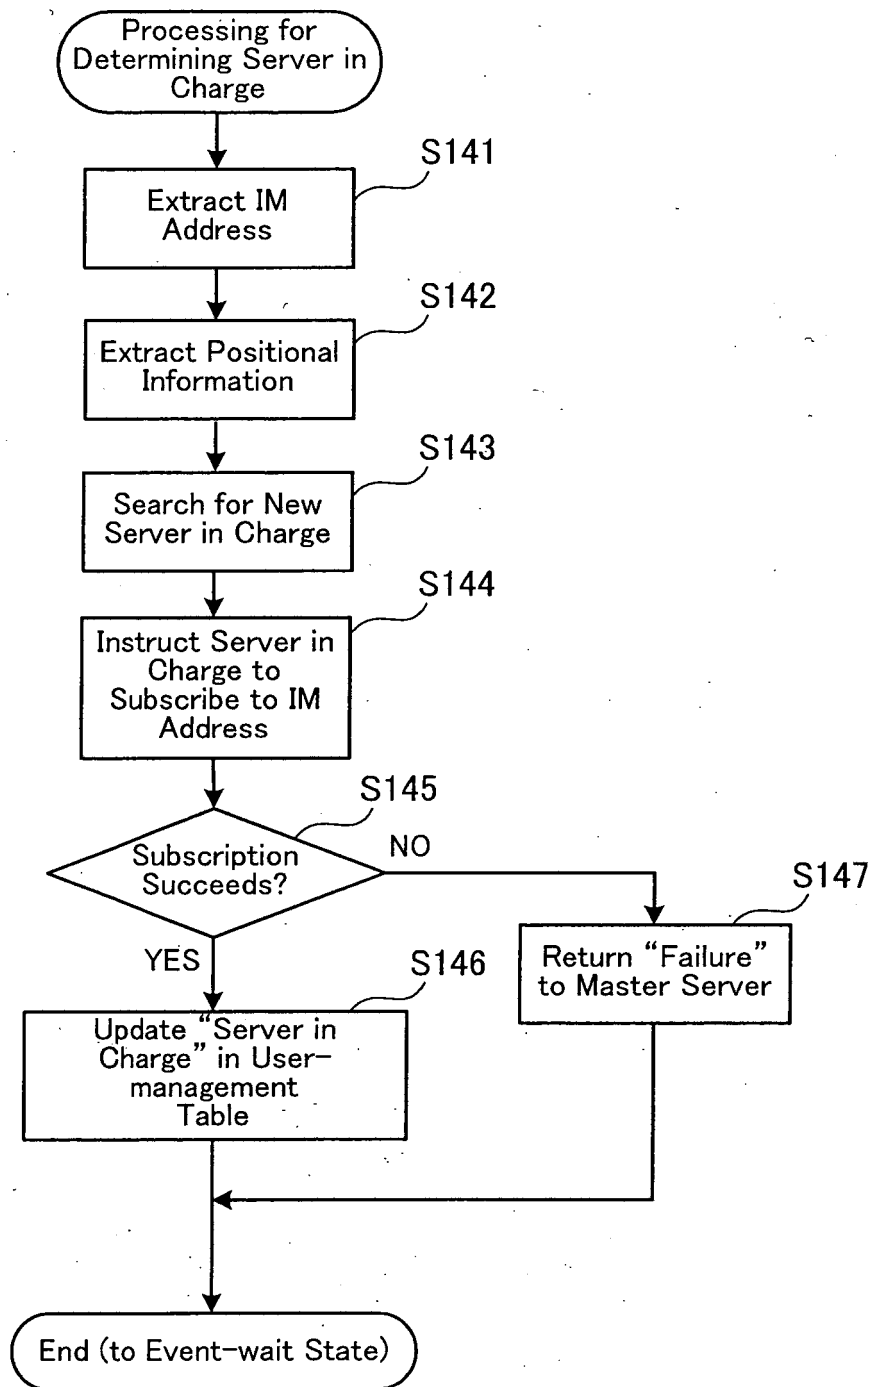 Processing for
Determining Server in
Charge
S141
Extract IM
Address
S142
Extract Positional
Information
S143
Search for New
Server in Charge
S144
Instruct Server in
Charge to
Subscribe to IM
Address
S145
Subscription
Succeeds?
NO
YES
S147
Return “Failure”
to Master Server
S146
Update “Server in
Charge” in User-
management
Table
End (to Event-wait State)